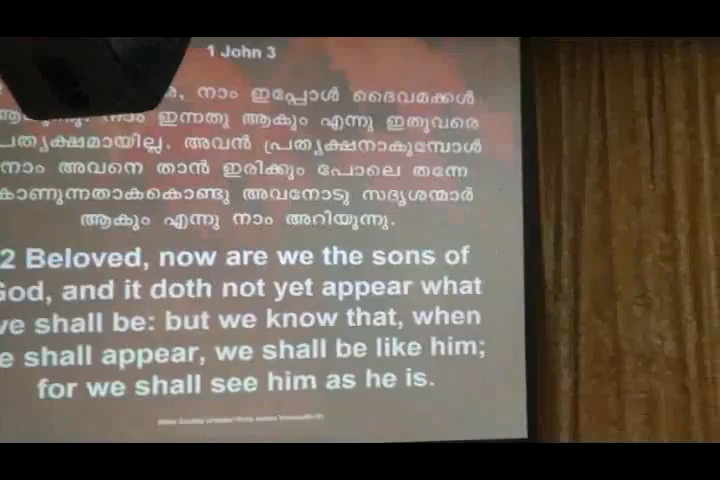 1 John 3
നാം ഇപ്പോൾ ദൈവമക്കൾ
നാം ഇന്നതു ആകും എന്നു ഇതുവരെ
പ്രത്യക്ഷമായില്ല. അവൻ പ്രത്യക്ഷനാകുമ്പോൾ
നാം അവനെ താൻ ഇരിക്കും പോലെ തന്നേ
കാണുന്നതാകകൊണ്ടു അവനോടു സദൃശന്മാർ
ആകും എന്നു നാം അറിയുന്നു.
2 Beloved, now are we the sons of
God, and it doth not yet appear what
we shall be: but we know that, when
he shall appear, we shall be like him;
for we shall see him as he is.